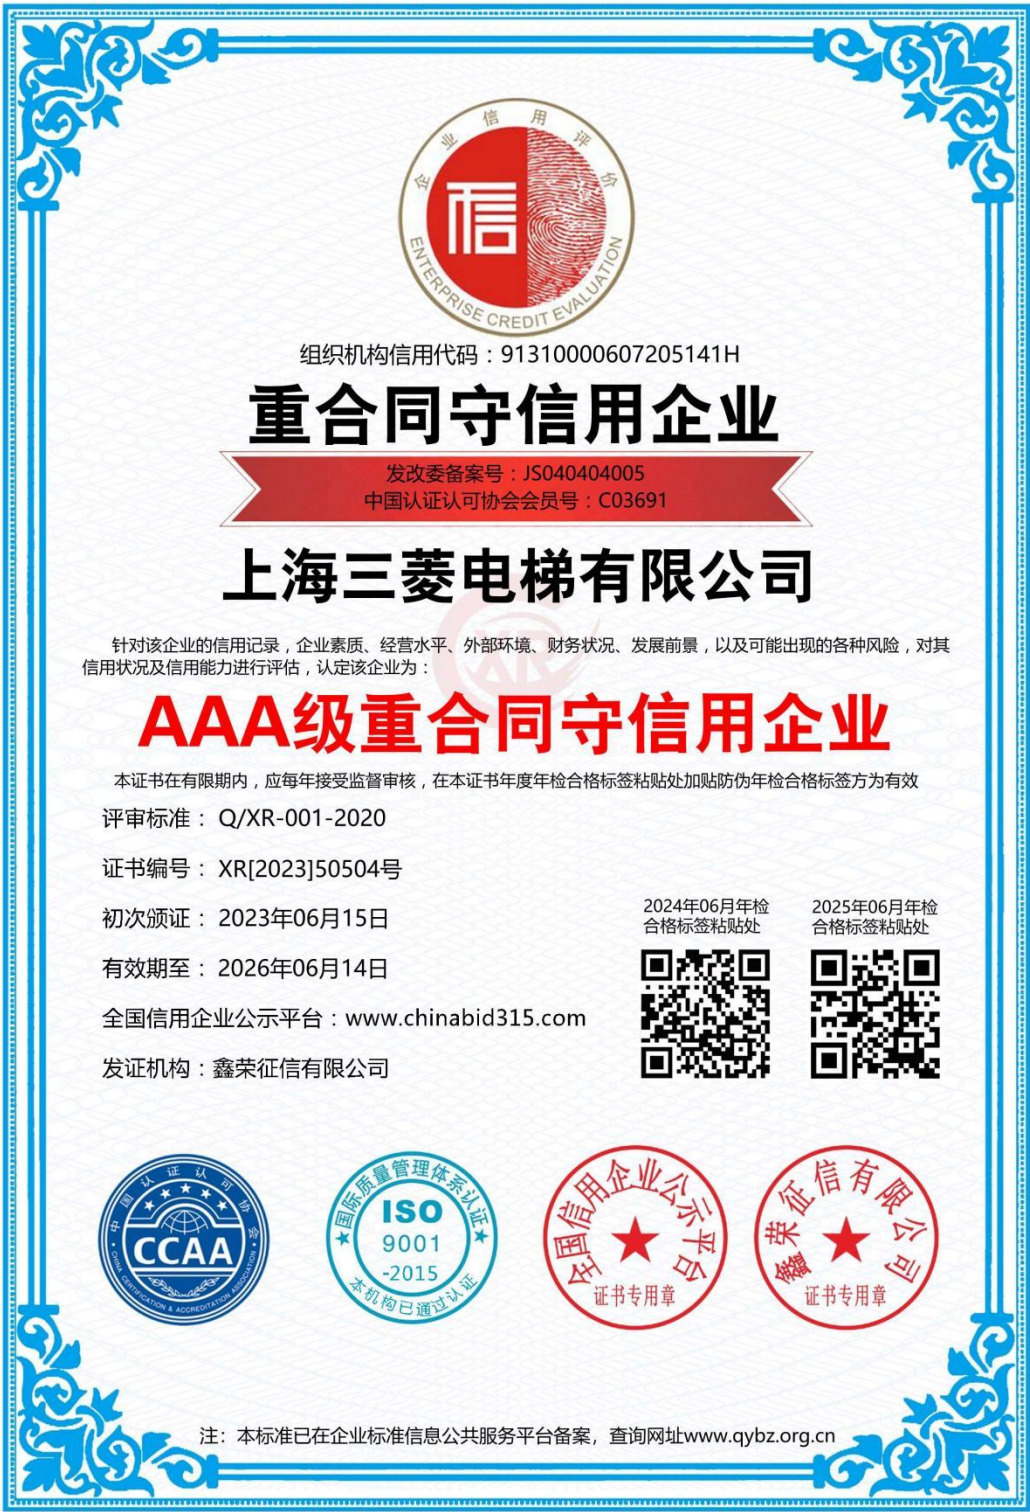 企业信用评价
信
ENTERPRISE CREDIT EVALUATION
组织机构信用代码：91310000607205141H
重合同守信用企业
发改委备案号：JS040404005
中国认证认可协会会员号：C03691
上海三菱电梯有限公司
XR
针对该企业的信用记录，企业素质、经营水平、外部环境、财务状况、发展前景，以及可能出现的各种风险，对其
信用状况及信用能力进行评估，认定该企业为：
AAA级重合同守信用企业
本证书在有限期内，应每年接受监督审核，在本证书年度年检合格标签粘贴处加贴防伪年检合格标签方为有效
评审标准： Q/XR-001-2020
证书编号： XR[2023]50504号
初次颁证： 2023年06月15日
有效期至： 2026年06月14日
全国信用企业公示平台：www.chinabid315.com
发证机构：鑫荣征信有限公司
2024年06月年检
合格标签粘贴处
2025年06月年检
合格标签粘贴处
中国认证认可协会
CCAA
CHINA CERTIFICATION & ACCREDITATION ASSOCIATION
国际质量管理体系认证
ISO
9001
-2015
本机构已通过认证
全国信用企业公示平台
证书专用章
鑫荣征信有限公司
证书专用章
注：本标准已在企业标准信息公共服务平台备案，查询网址www.qybz.org.cn